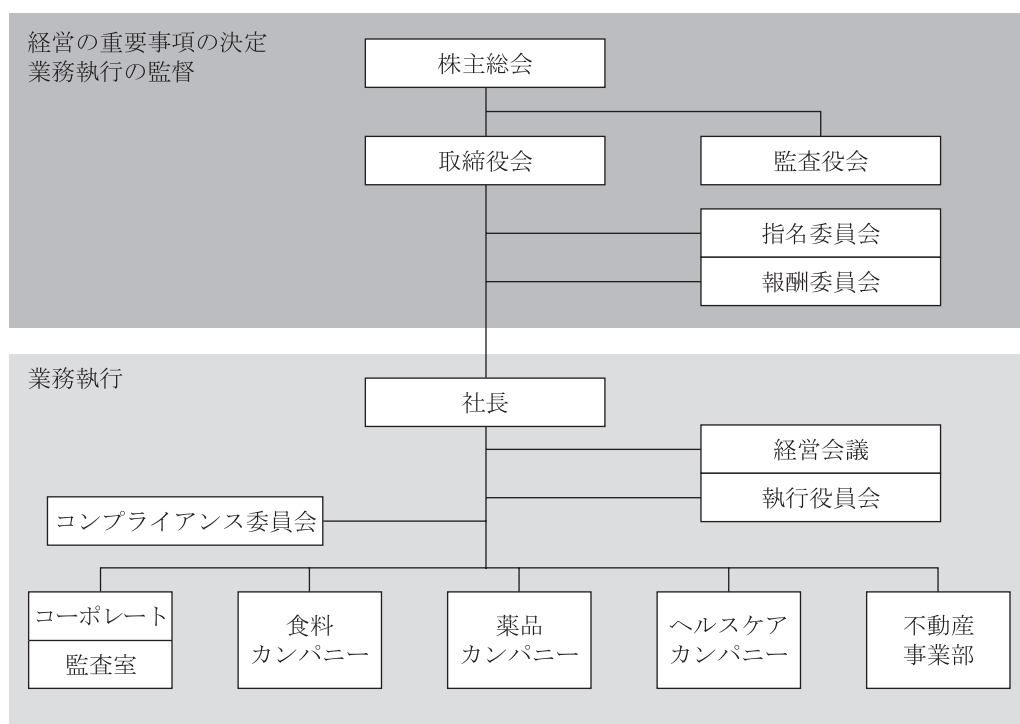 経営の重要事項の決定
業務執行の監督
株主総会
取締役会
監査役会
指名委員会
報酬委員会
業務執行
社長
経営会議
執行役員会
コンプライアンス委員会
コーポレート
監査室
食料
カンパニー
薬品
カンパニー
ヘルスケア
カンパニー
不動産
事業部